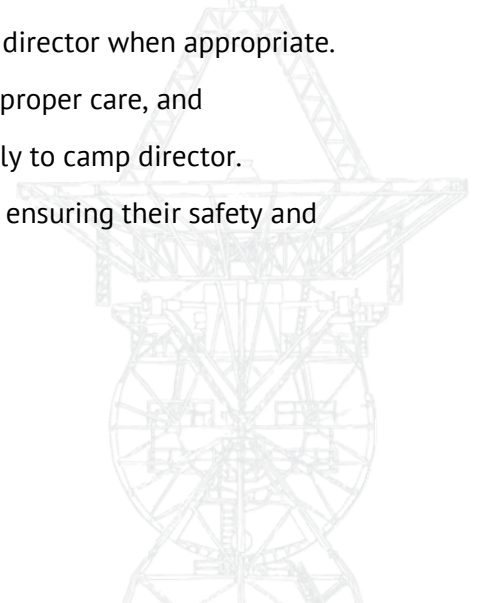 director when appropriate.
proper care, and
ly to camp director.
ensuring their safety and